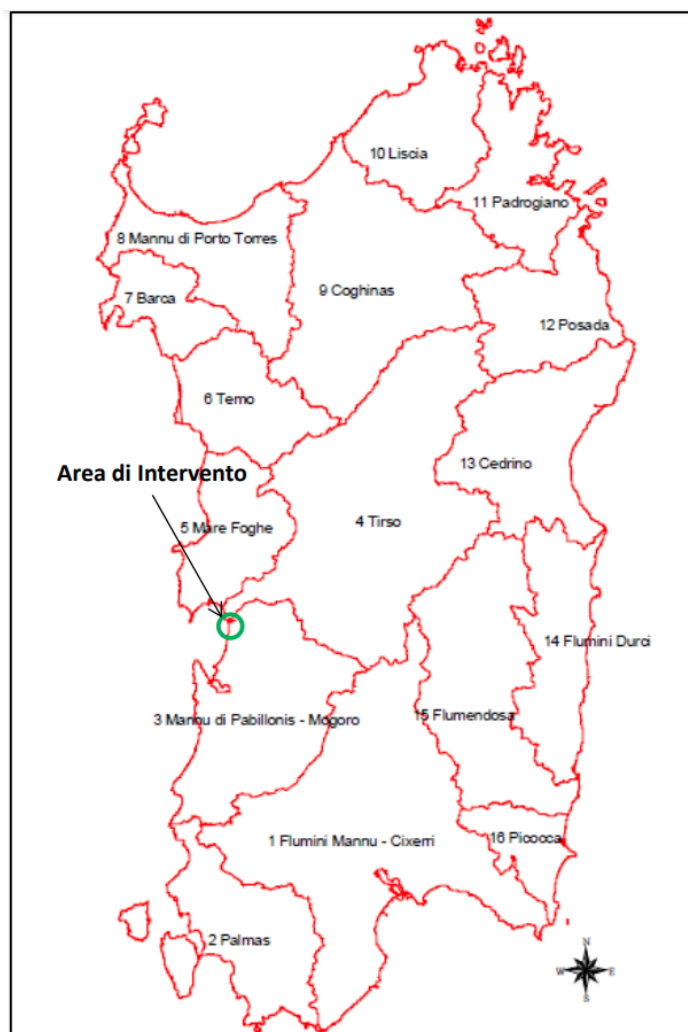 10 Liscia
11 Padrogiano
8 Mannu di Porto Torres
9 Coghinas
7 Barca
12 Posada
6 Temo
13 Cedrino
Area di Intervento
5 Mare Foghe
4 Tirso
14 Flumini Durci
15 Flumendosa
3 Mannu di Pabillonis - Mogoro
16 Picocca
1 Flumini Mannu - Cixerri
2 Palmas
N
W E
S